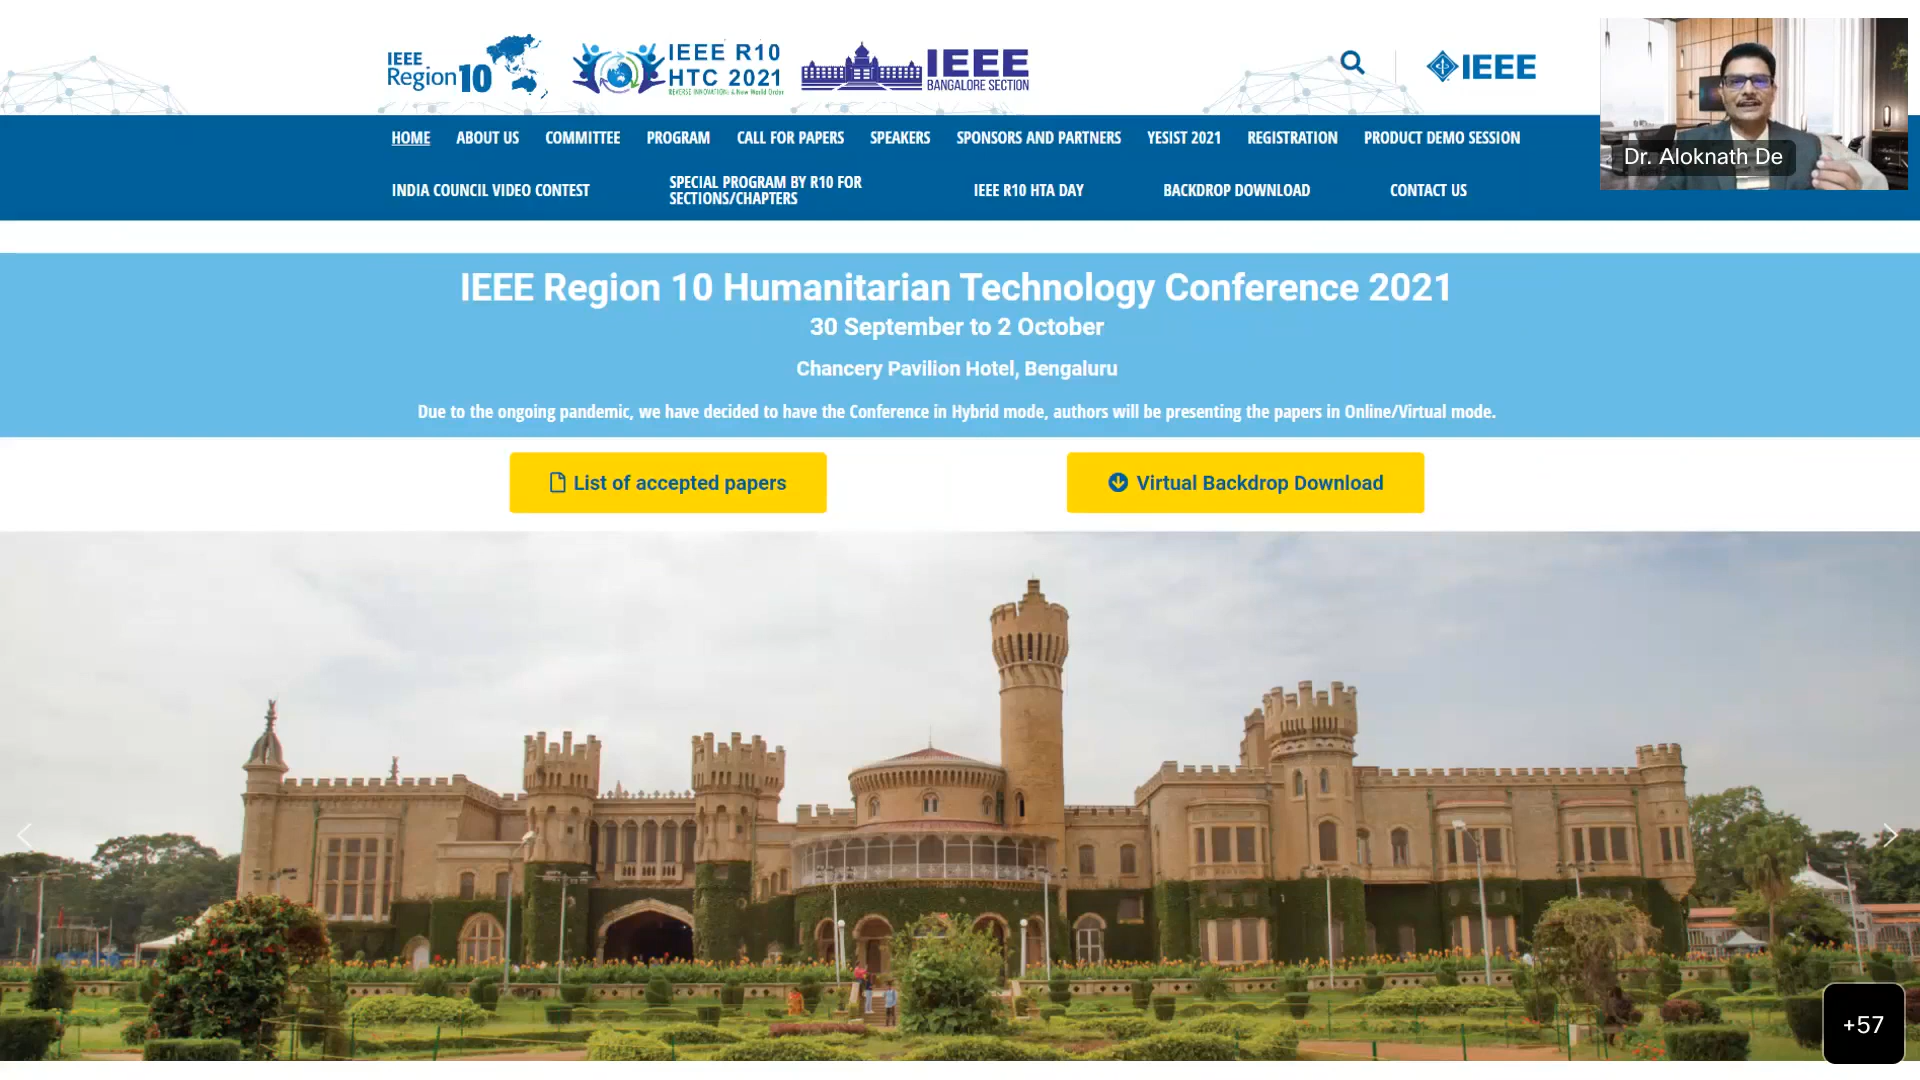 IEEE
Region 10
IEEE R10
HTC 2021
REVERSE INNOVATION: A New World Order
IEEE
BANGALORE SECTION
IEEE
Dr. Aloknath De
HOME ABOUT US COMMITTEE PROGRAM CALL FOR PAPERS SPEAKERS SPONSORS AND PARTNERS YESIST 2021 REGISTRATION PRODUCT DEMO SESSION
INDIA COUNCIL VIDEO CONTEST SPECIAL PROGRAM BY R10 FOR
SECTIONS/CHAPTERS IEEE R10 HTA DAY BACKDROP DOWNLOAD CONTACT US
IEEE Region 10 Humanitarian Technology Conference 2021
30 September to 2 October
Chancery Pavilion Hotel, Bengaluru
Due to the ongoing pandemic, we have decided to have the Conference in Hybrid mode, authors will be presenting the papers in Online/Virtual mode.
List of accepted papers Virtual Backdrop Download
+57